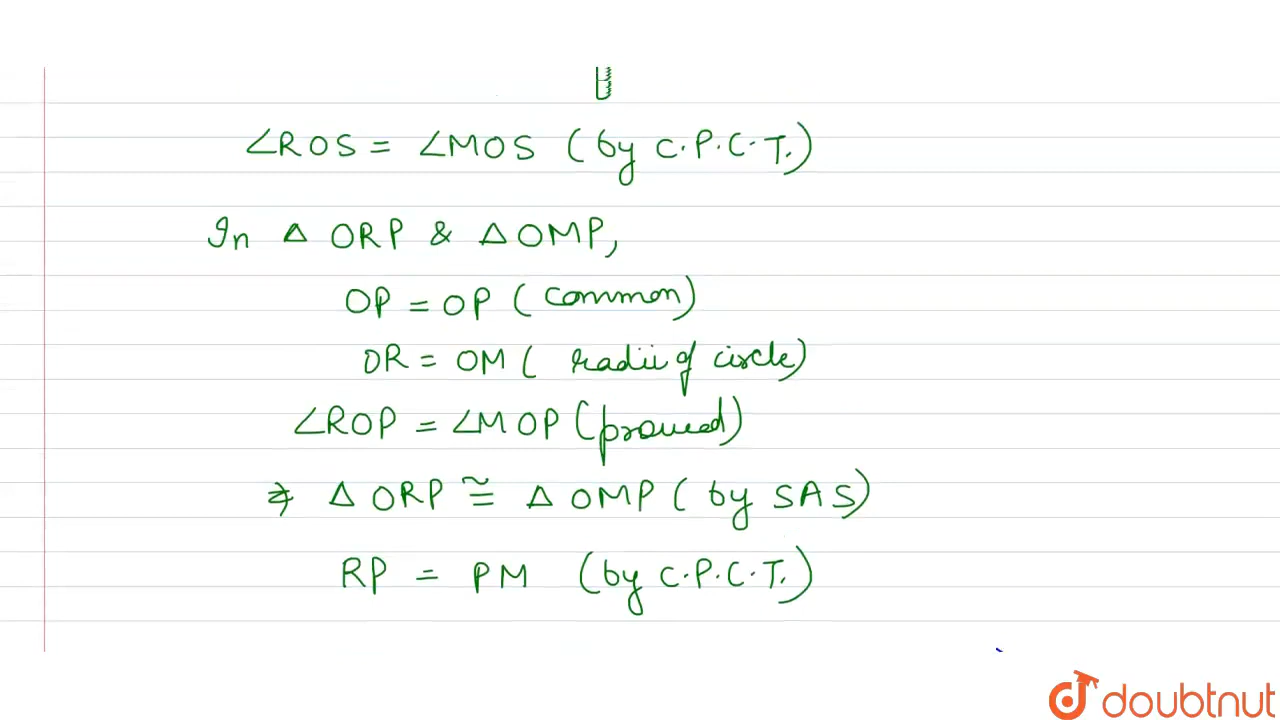 ∠ROS = ∠MOS (by C.P.C.T.)
In Δ ORP & Δ OMP,
OP = OP (common)
OR = OM ( radii of circle)
∠ROP = ∠MOP (proved)
⇒ Δ ORP ≅ Δ OMP ( by SAS)
RP = PM (by C.P.C.T.)
doubtnut